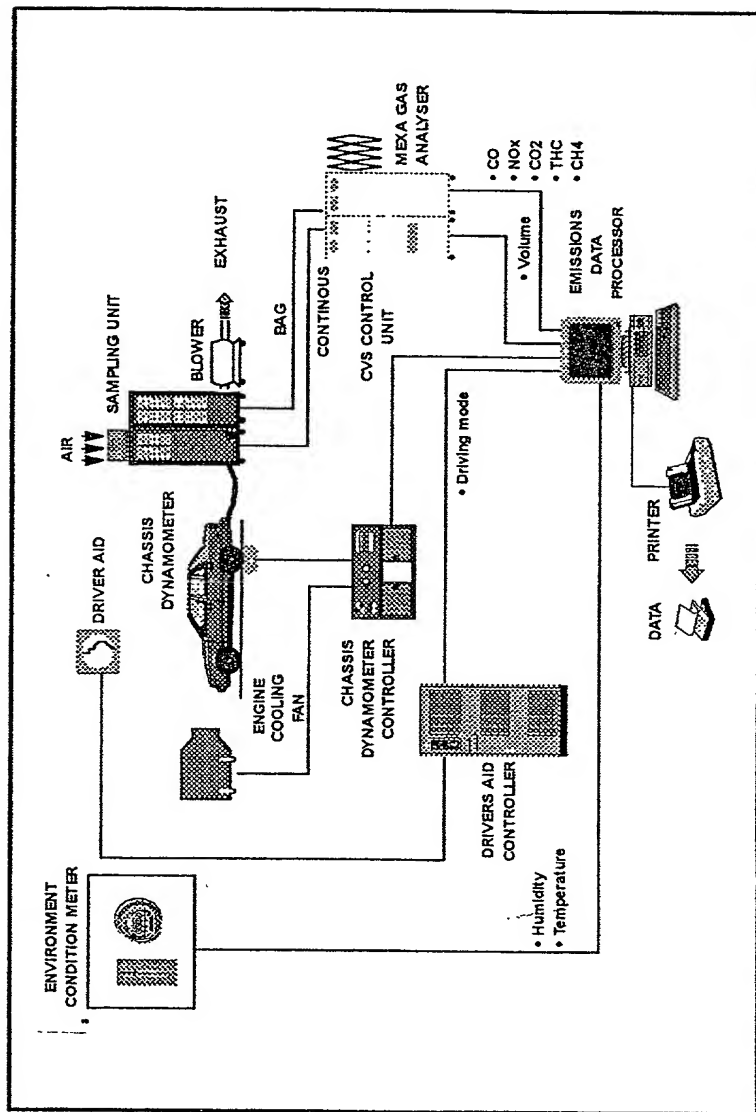 ENVIRONMENT
CONDITION METER
DRIVER AID
AIR
SAMPLING UNIT
CHASSIS
DYNAMOMETER
BLOWER
EXHAUST
ENGINE
COOLING
FAN
BAG
CONTINOUS
CHASSIS
DYNAMOMETER
CONTROLLER
CVS CONTROL
UNIT
MEXA GAS
ANALYSER
DRIVERS AID
CONTROLLER
• Driving mode
• Volume
• CO
• NOx
• CO2
• THC
• CH4
• Humidity
• Temperature
EMISSIONS
DATA
PROCESSOR
DATA
PRINTER